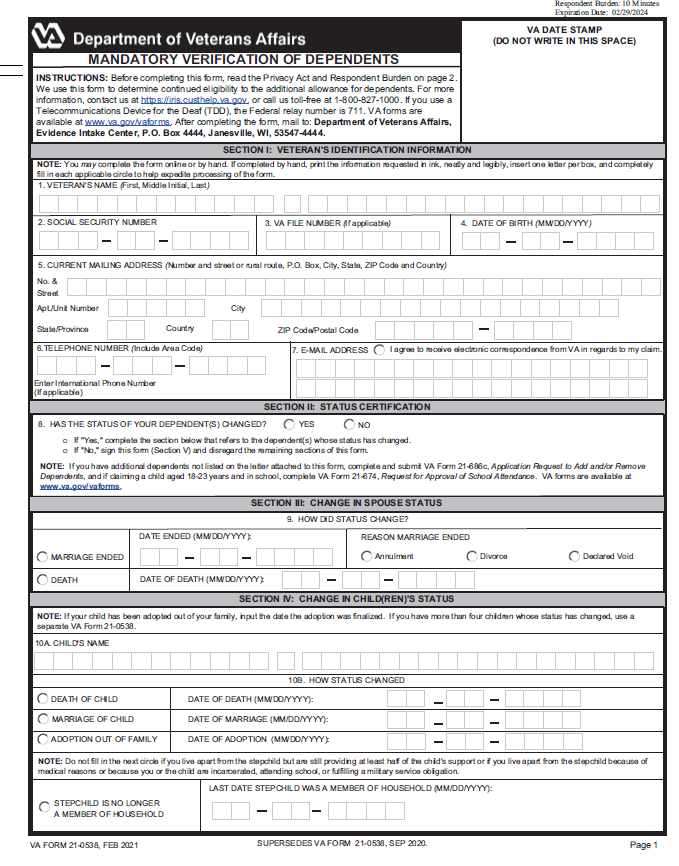 Respondent Burden: 10 Minutes
Expiration Date: 02/29/2024
VA
Department of Veterans Affairs
MANDATORY VERIFICATION OF DEPENDENTS
VA DATE STAMP
(DO NOT WRITE IN THIS SPACE)
INSTRUCTIONS: Before completing this form, read the Privacy Act and Respondent Burden on page 2.
We use this form to determine continued eligibility to the additional allowance for dependents. For more
information, contact us at https://iris.custhelp.va.gov, or call us toll-free at 1-800-827-1000. If you use a
Telecommunications Device for the Deaf (TDD), the Federal relay number is 711. VA forms are
available at www.va.gov/vaforms. After completing the form, mail to: Department of Veterans Affairs,
Evidence Intake Center, P.O. Box 4444, Janesville, WI, 53547-4444.
SECTION I: VETERAN'S IDENTIFICATION INFORMATION
NOTE: You may complete the form online or by hand. If completed by hand, print the information requested in ink, neatly and legibly, insert one letter per box, and completely
fill in each applicable circle to help expedite processing of the form.
1. VETERAN'S NAME (First, Middle Initial, Last)
2. SOCIAL SECURITY NUMBER
3. VA FILE NUMBER (If applicable)
4. DATE OF BIRTH (MM/DD/YYYY)
5. CURRENT MAILING ADDRESS (Number and street or rural route, P.O. Box, City, State, ZIP Code and Country)
No. &
Street
Apt./Unit Number
City
State/Province
Country
ZIP Code/Postal Code
6.TELEPHONE NUMBER (Include Area Code)
7. E-MAIL ADDRESS
I agree to receive electronic correspondence from VA in regards to my claim.
Enter International Phone Number
(If applicable)
SECTION II: STATUS CERTIFICATION
8. HAS THE STATUS OF YOUR DEPENDENT(S) CHANGED?
YES
NO
o If "Yes," complete the section below that refers to the dependent(s) whose status has changed.
o If "No," sign this form (Section V) and disregard the remaining sections of this form.
NOTE: If you have additional dependents not listed on the letter attached to this form, complete and submit VA Form 21-686c, Application Request to Add and/or Remove
Dependents, and if claiming a child aged 18-23 years and in school, complete VA Form 21-674, Request for Approval of School Attendance. VA forms are available at
www.va.gov/vaforms.
SECTION III: CHANGE IN SPOUSE STATUS
9. HOW DID STATUS CHANGE?
DATE ENDED (MM/DD/YYYY):
REASON MARRIAGE ENDED
MARRIAGE ENDED
Annulment
Divorce
Declared Void
DEATH
DATE OF DEATH (MM/DD/YYYY):
SECTION IV: CHANGE IN CHILD(REN)'S STATUS
NOTE: If your child has been adopted out of your family, input the date the adoption was finalized. If you have more than four children whose status has changed, use a
separate VA Form 21-0538.
10A. CHILD'S NAME
10B. HOW STATUS CHANGED
DEATH OF CHILD
DATE OF DEATH (MM/DD/YYYY):
MARRIAGE OF CHILD
DATE OF MARRIAGE (MM/DD/YYYY):
ADOPTION OUT OF FAMILY
DATE OF ADOPTION (MM/DD/YYYY):
NOTE: Do not fill in the next circle if you live apart from the stepchild but are still providing at least half of the child's support or if you live apart from the stepchild because of
medical reasons or because you or the child are incarcerated, attending school, or fulfilling a military service obligation.
LAST DATE STEPCHILD WAS A MEMBER OF HOUSEHOLD (MM/DD/YYYY):
STEPCHILD IS NO LONGER
A MEMBER OF HOUSEHOLD
VA FORM 21-0538, FEB 2021
SUPERSEDES VA FORM 21-0538, SEP 2020.
Page 1